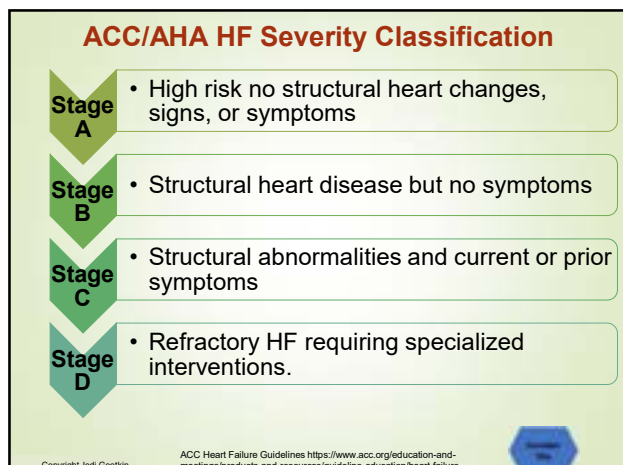 ACC/AHA HF Severity Classification
Stage
A
• High risk no structural heart changes,
signs, or symptoms
Stage
B
• Structural heart disease but no symptoms
Stage
C
• Structural abnormalities and current or prior
symptoms
Stage
D
• Refractory HF requiring specialized
interventions.
ACC Heart Failure Guidelines https://www.acc.org/education-and-